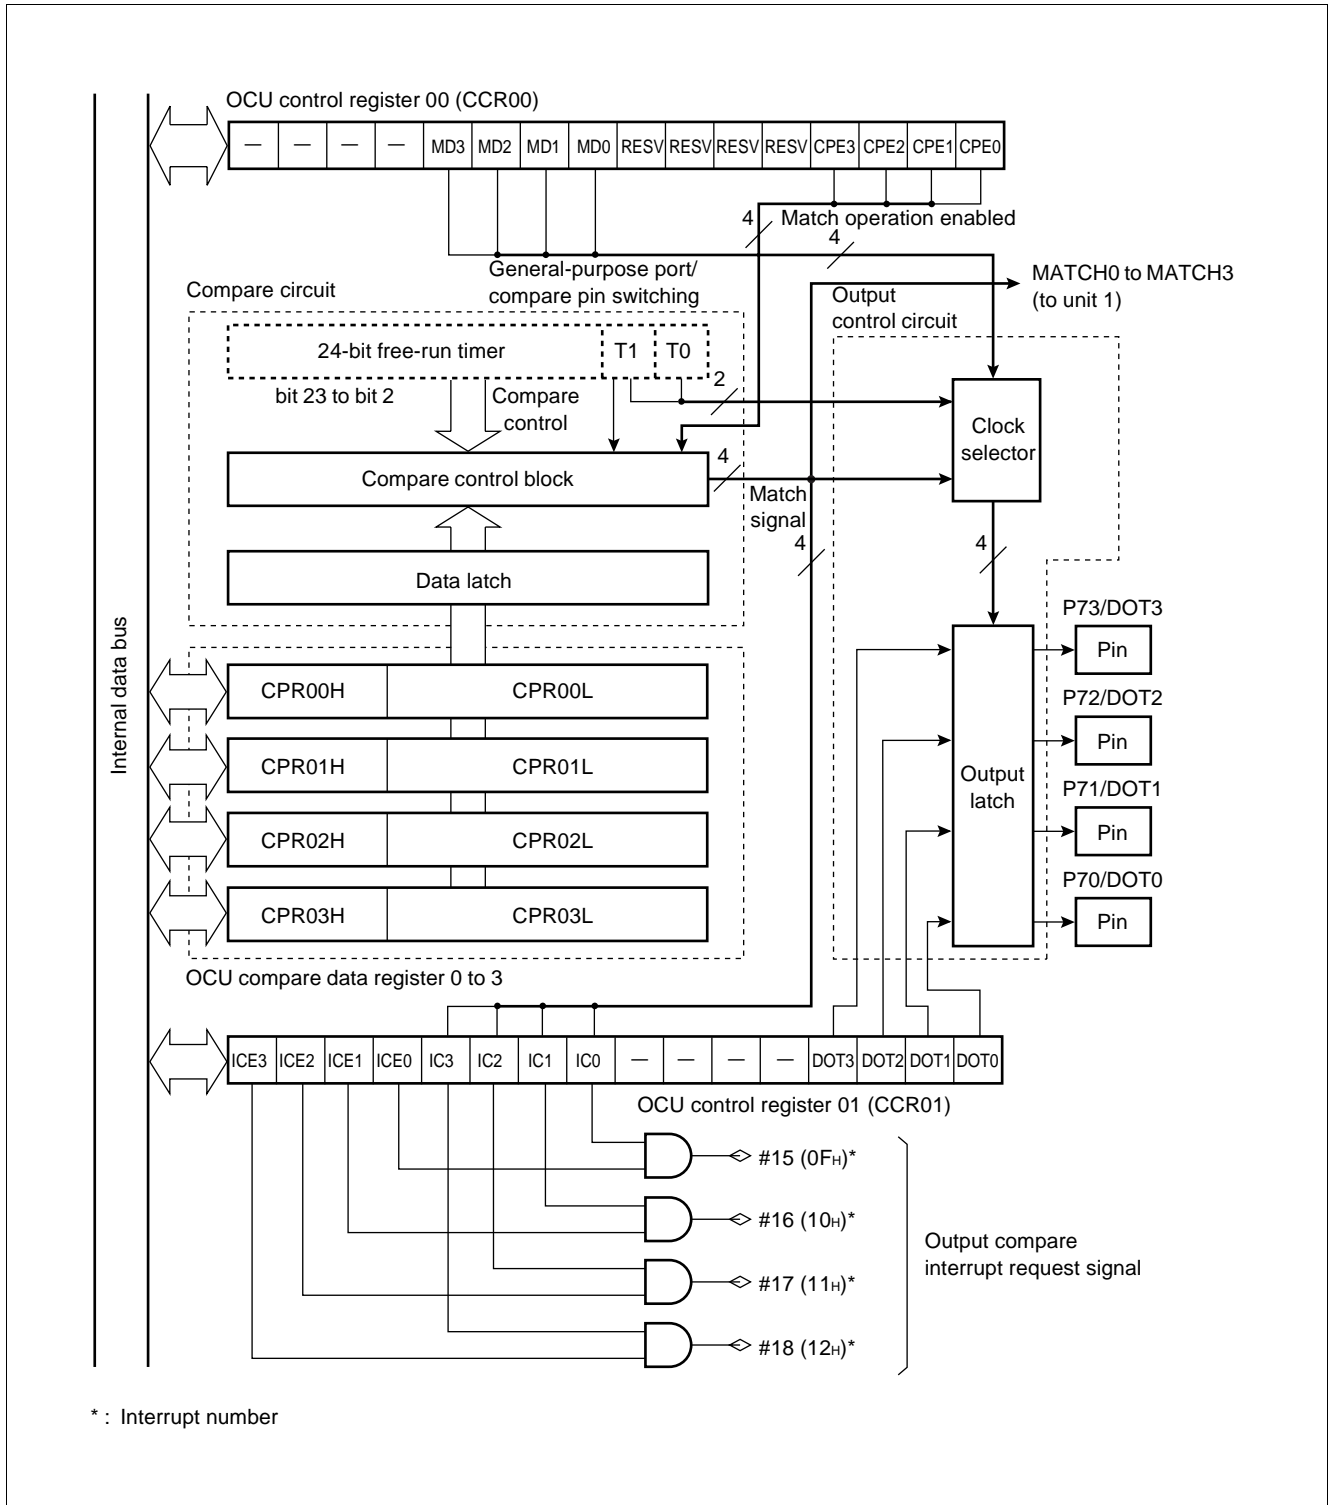 OCU control register 00 (CCR00)
— — — — MD3 MD2 MD1 MD0 RESV RESV RESV RESV CPE3 CPE2 CPE1 CPE0
4 Match operation enabled
4
General-purpose port/
compare pin switching
MATCH0 to MATCH3
(to unit 1)
Compare circuit
Output
control circuit
24-bit free-run timer T1 T0
2
bit 23 to bit 2
Compare
control
Clock
selector
Compare control block
4
Match
signal
4
4
Data latch
Internal data bus
P73/DOT3
Pin
CPR00H CPR00L
P72/DOT2
Pin
CPR01H CPR01L
Output
latch
P71/DOT1
Pin
CPR02H CPR02L
P70/DOT0
Pin
CPR03H CPR03L
OCU compare data register 0 to 3
ICE3 ICE2 ICE1 ICE0 IC3 IC2 IC1 IC0 — — — — DOT3 DOT2 DOT1 DOT0
OCU control register 01 (CCR01)
#15 (0FH)*
#16 (10H)*
#17 (11H)*
#18 (12H)*
Output compare
interrupt request signal
* : Interrupt number